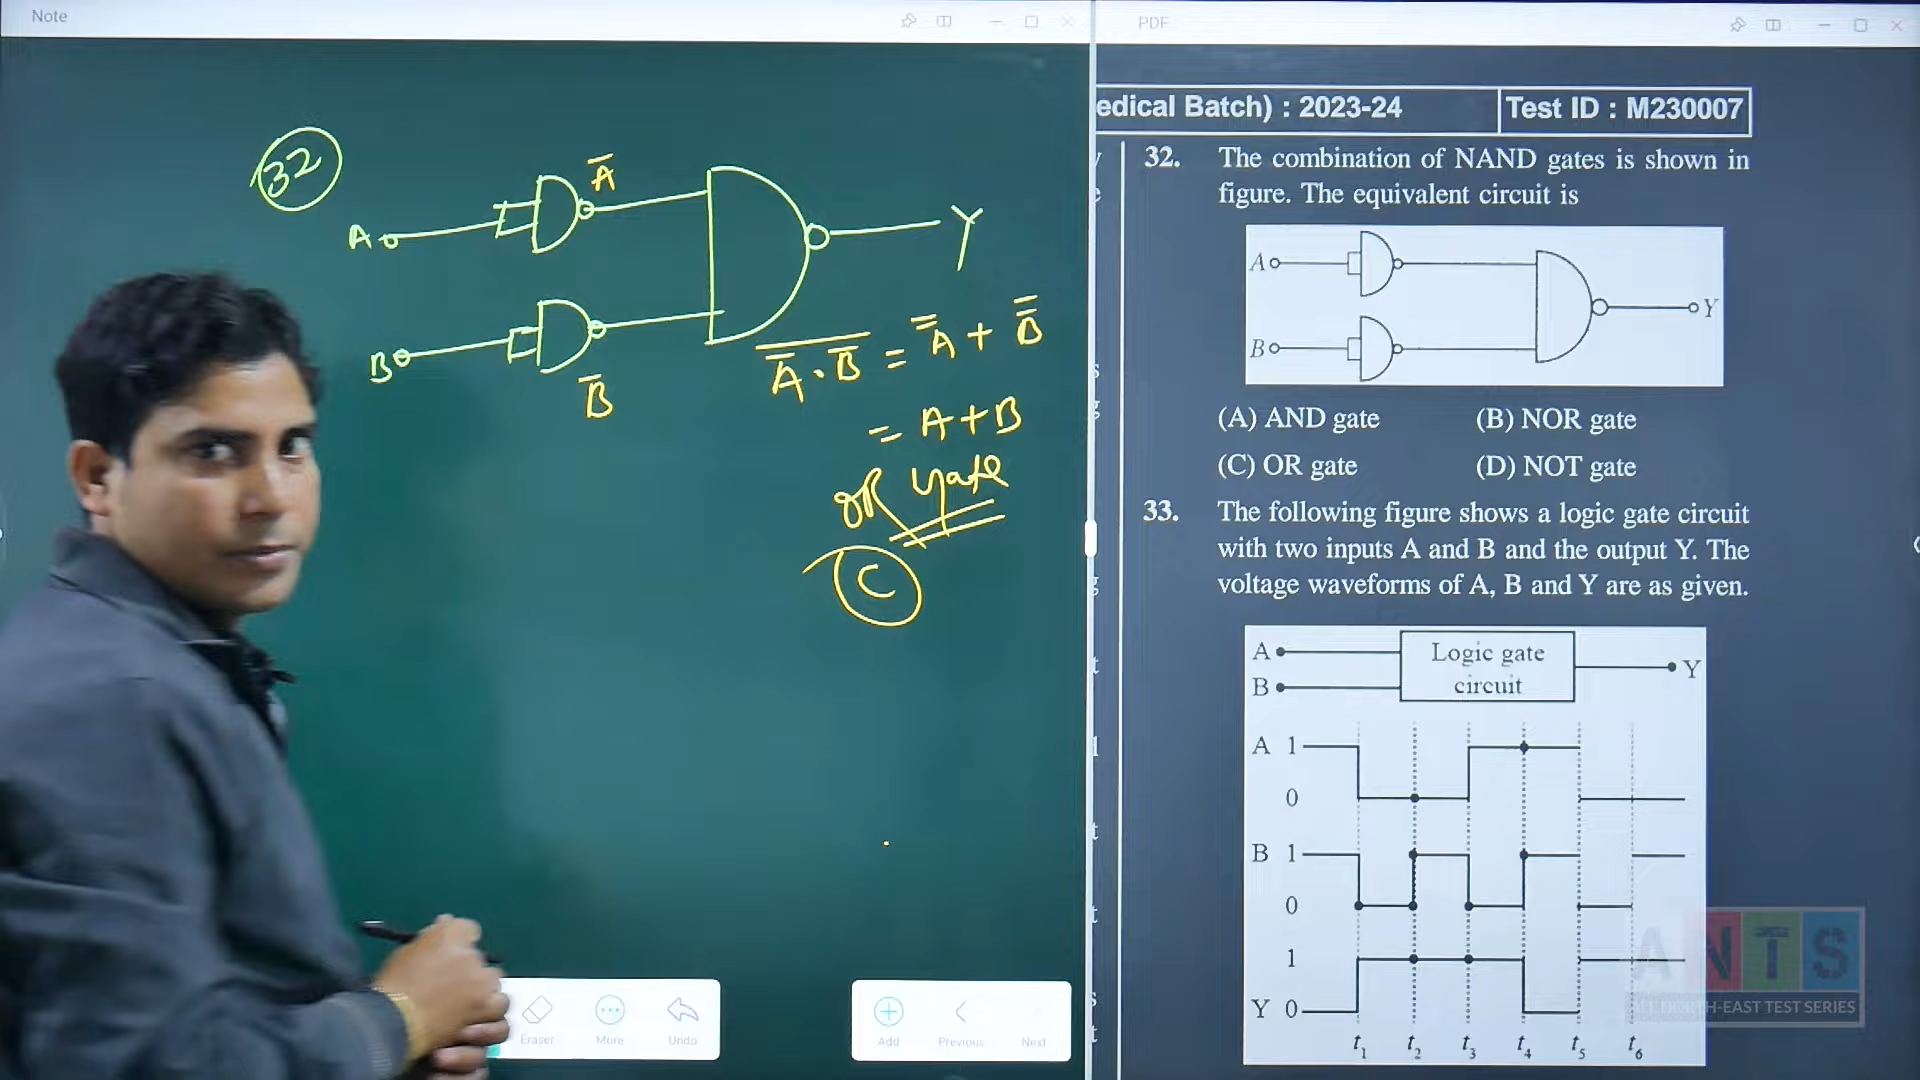 Note
PDF
32
A
A̅
Y
B
B̅
\overline{A̅ · B̅} = A̿ + B̿
= A + B
OR gate
C
Eraser
More
Undo
Add
Previous
Next
edical Batch) : 2023-24
Test ID : M230007
32. The combination of NAND gates is shown in
figure. The equivalent circuit is
A
B
Y
(A) AND gate (B) NOR gate
(C) OR gate (D) NOT gate
33. The following figure shows a logic gate circuit
with two inputs A and B and the output Y. The
voltage waveforms of A, B and Y are as given.
A
B
Logic gate
circuit
Y
A 1
0
B 1
0
1
Y 0
t₁ t₂ t₃ t₄ t₅ t₆
ANTS
ALL NORTH-EAST TEST SERIES